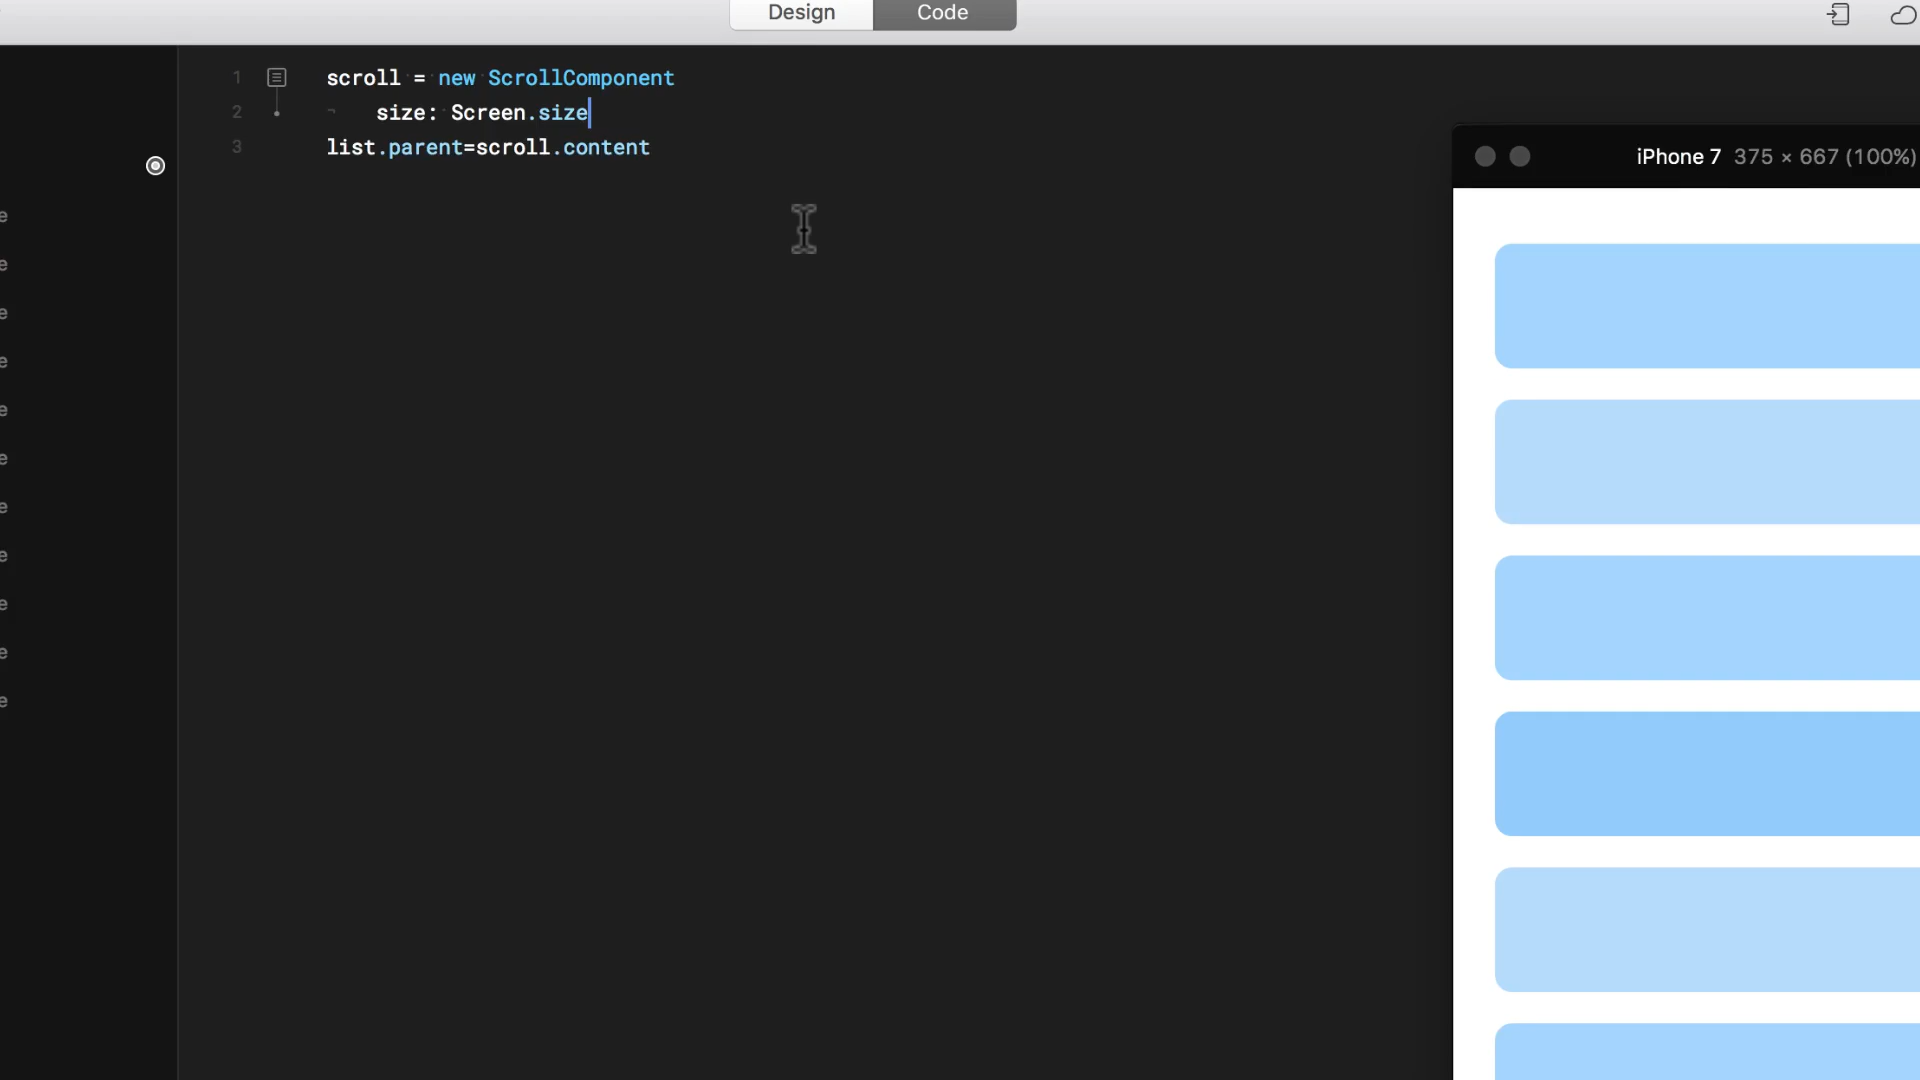 Design Code
1 scroll = new ScrollComponent
2 size: Screen.size
3 list.parent=scroll.content
iPhone 7 375 × 667 (100%)
e
e
e
e
e
e
e
e
e
e
e